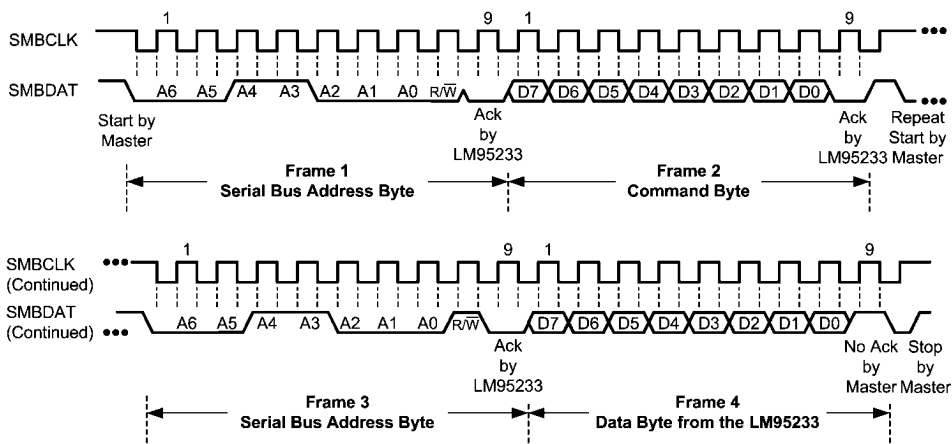 1 9 1 9
SMBCLK
SMBDAT
A6 A5 A4 A3 A2 A1 A0 R/W̅ D7 D6 D5 D4 D3 D2 D1 D0
Start by
Master
Ack
by
LM95233
Ack
by
LM95233
Repeat
Start by
Master
Frame 1
Serial Bus Address Byte
Frame 2
Command Byte
1 9 1 9
SMBCLK
(Continued)
SMBDAT
(Continued)
A6 A5 A4 A3 A2 A1 A0 R/W̅ D7 D6 D5 D4 D3 D2 D1 D0
Ack
by
LM95233
No Ack
by
Master
Stop
by
Master
Frame 3
Serial Bus Address Byte
Frame 4
Data Byte from the LM95233